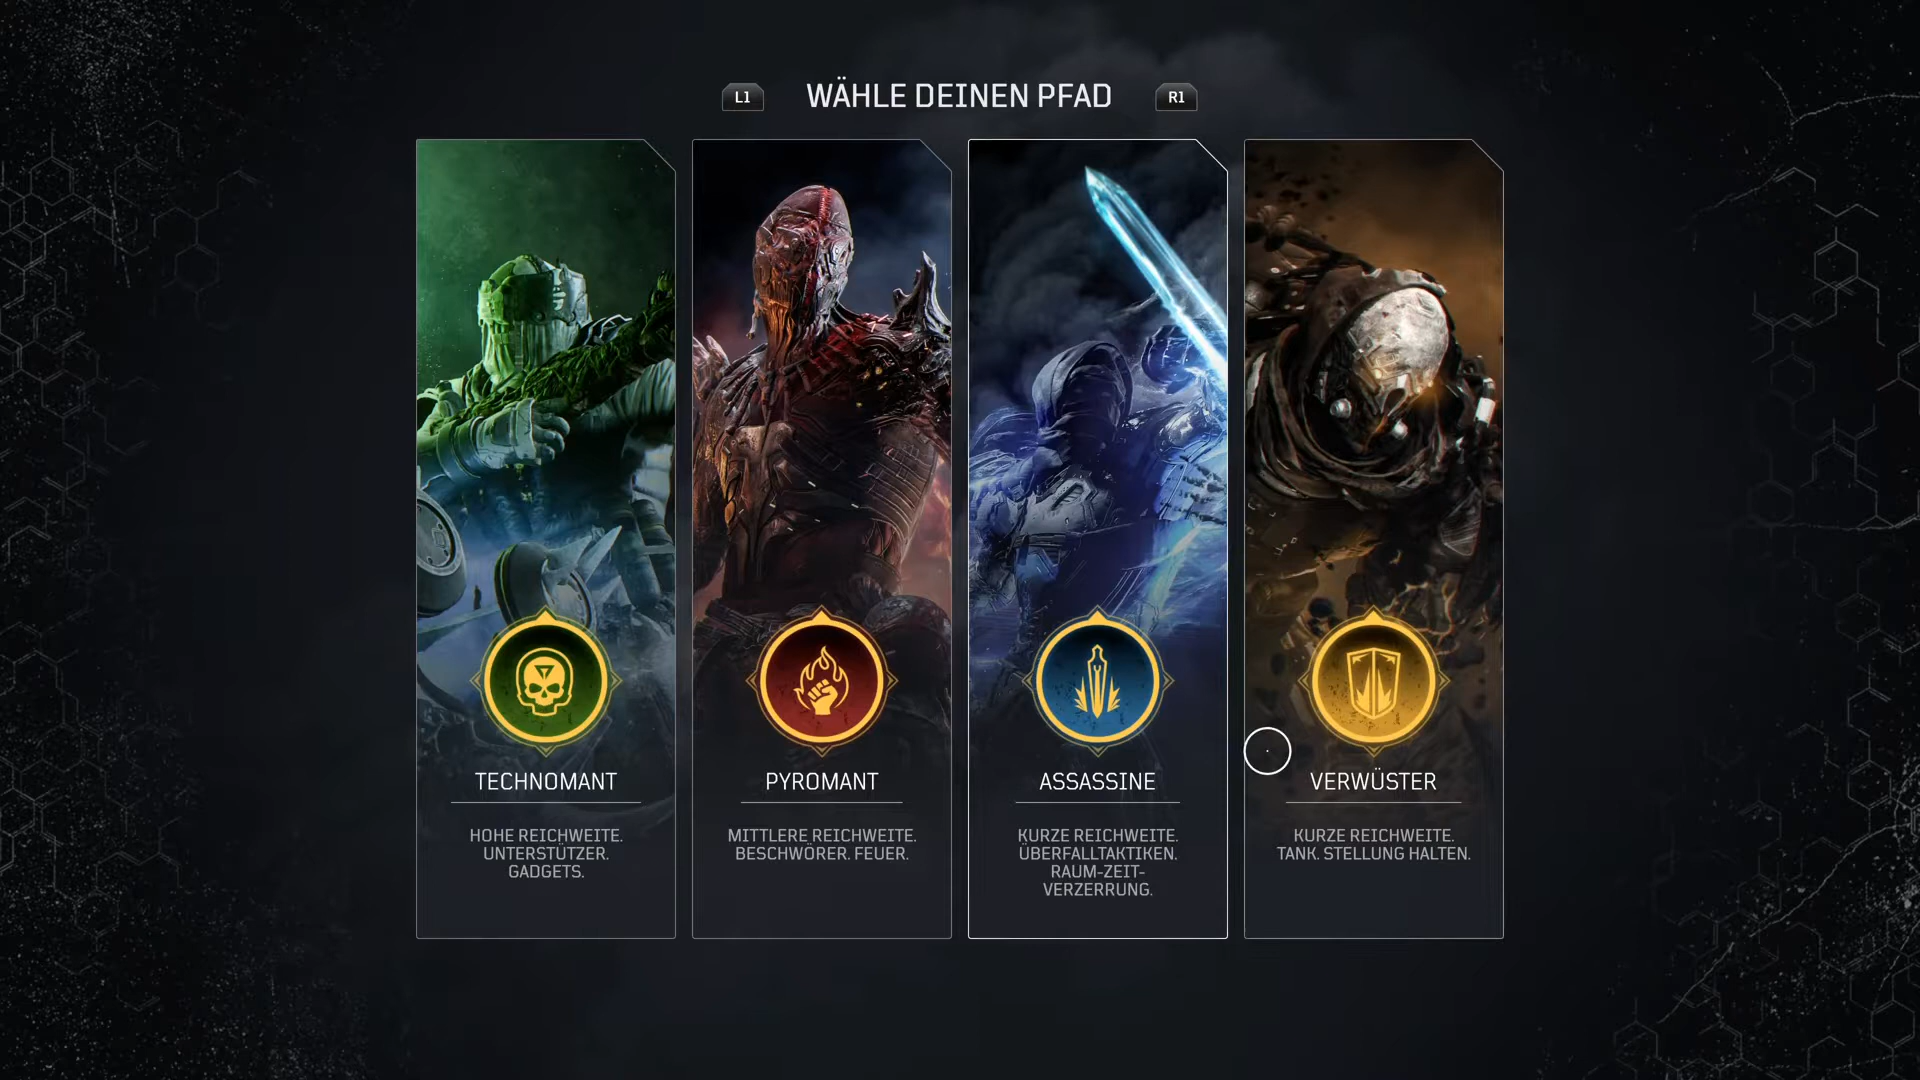 L1
WÄHLE DEINEN PFAD
R1
TECHNOMANT
HOHE REICHWEITE.
UNTERSTÜTZER.
GADGETS.
PYROMANT
MITTLERE REICHWEITE.
BESCHWÖRER. FEUER.
ASSASSINE
KURZE REICHWEITE.
ÜBERFALLTAKTIKEN.
RAUM-ZEIT-
VERZERRUNG.
VERWÜSTER
KURZE REICHWEITE.
TANK. STELLUNG HALTEN.